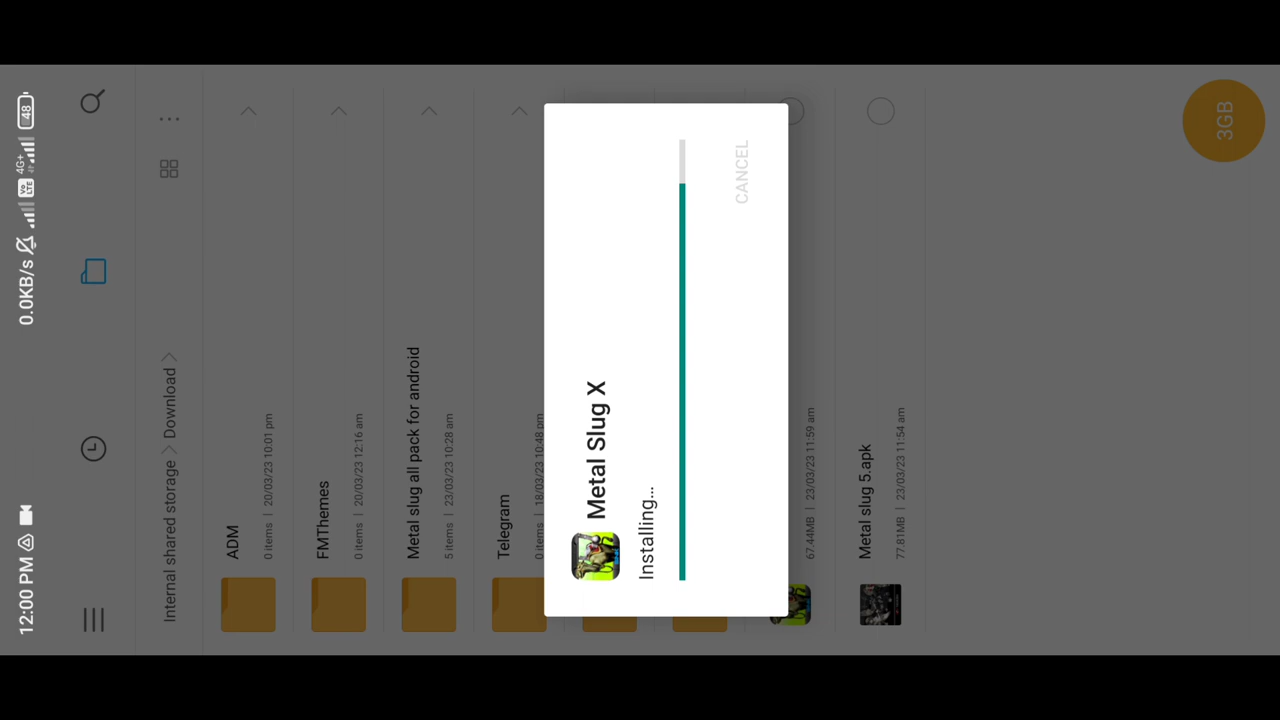 12:00 PM
0.0KB/s
Vo LTE
4G+
48
Internal shared storage > Download >
ADM
0 items | 20/03/23 10:01 pm
FMThemes
0 items | 20/03/23 12:16 am
Metal slug all pack for android
5 items | 23/03/23 10:28 am
Telegram
0 items | 18/03/23 10:48 pm
Metal Slug X
Installing...
CANCEL
67.44MB | 23/03/23 11:59 am
Metal slug 5.apk
77.81MB | 23/03/23 11:54 am
3GB